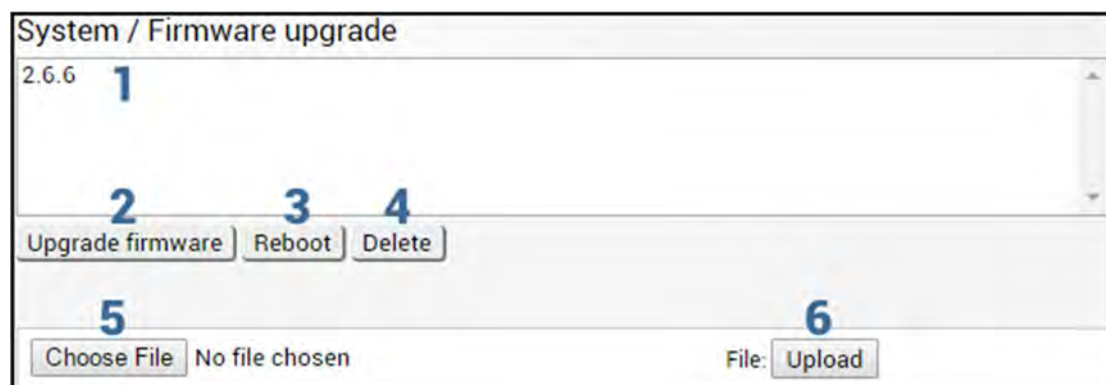 System / Firmware upgrade
2.6.6
1
2 3 4
Upgrade firmware Reboot Delete
5 6
Choose File No file chosen File: Upload